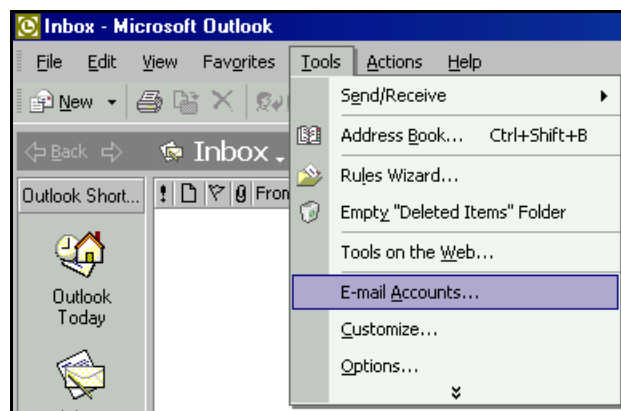 Inbox - Microsoft Outlook
File Edit View Favorites Tools Actions Help
New
Send/Receive
Address Book... Ctrl+Shift+B
Back
Inbox
Rules Wizard...
Outlook Short...
From
Empty "Deleted Items" Folder
Tools on the Web...
E-mail Accounts...
Outlook
Today
Customize...
Options...